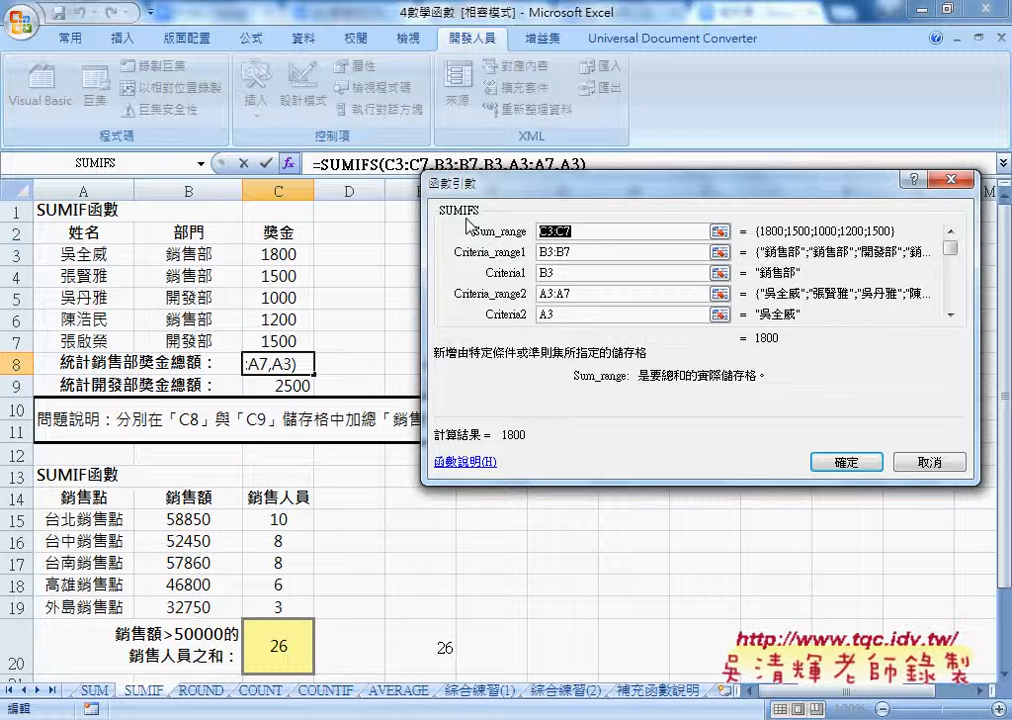 4數學函數 [相容模式] - Microsoft Excel
常用 插入 版面配置 公式 資料 校閱 檢視 開發人員 增益集 Universal Document Converter
Visual Basic 巨集 錄製巨集 以相對位置錄製 巨集安全性 程式碼
插入 設計模式 屬性 檢視程式碼 執行對話方塊 控制項
來源 對應內容 擴充套件 重新整理資料 匯入 匯出 XML
SUMIFS =SUMIFS(C3:C7,B3:B7,B3,A3:A7,A3)
A B C D M
1 SUMIF函數
2 姓名 部門 獎金
3 吳全威 銷售部 1800
4 張賢雅 銷售部 1500
5 吳丹雅 開發部 1000
6 陳浩民 銷售部 1200
7 張啟榮 開發部 1500
8 統計銷售部獎金總額： :A7,A3)
9 統計開發部獎金總額： 2500
10 問題說明：分別在「C8」與「C9」儲存格中加總「銷售
11
12
13 SUMIF函數
14 銷售點 銷售額 銷售人員
15 台北銷售點 58850 10
16 台中銷售點 52450 8
17 台南銷售點 57860 8
18 高雄銷售點 46800 6
19 外島銷售點 32750 3
銷售額>50000的
20 銷售人員之和： 26 26
函數引數
SUMIFS
Sum_range C3:C7 = {1800;1500;1000;1200;1500}
Criteria_range1 B3:B7 = {"銷售部";"銷售部";"開發部";"銷...
Criteria1 B3 = "銷售部"
Criteria_range2 A3:A7 = {"吳全威";"張賢雅";"吳丹雅";"陳...
Criteria2 A3 = "吳全威"
= 1800
新增由特定條件或準則集所指定的儲存格
Sum_range: 是要總和的實際儲存格。
計算結果 = 1800
函數說明(H) 確定 取消
http://www.tqc.idv.tw/
吳清輝老師錄製
SUM SUMIF ROUND COUNT COUNTIF AVERAGE 綜合練習(1) 綜合練習(2) 補充函數說明
編輯 100%